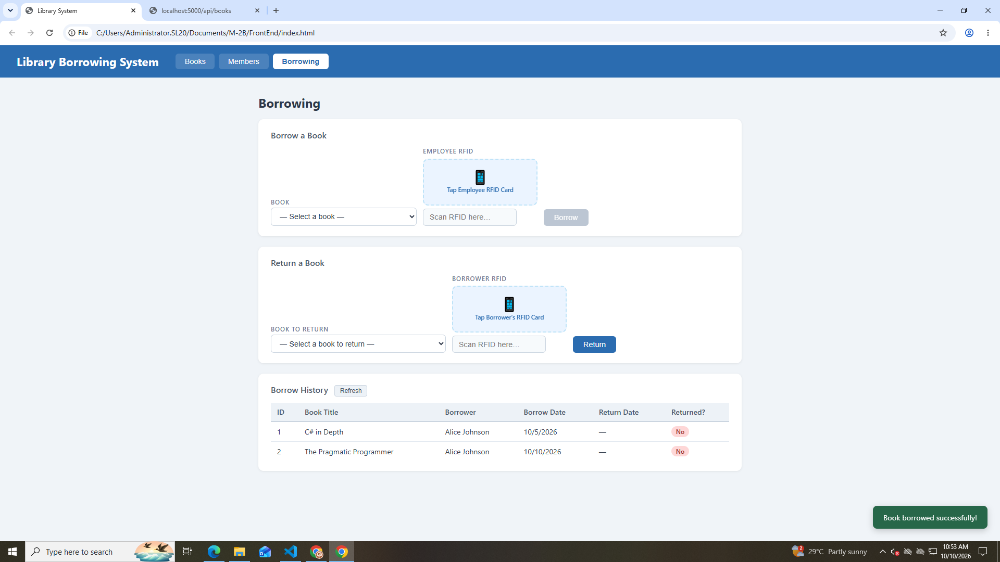 Library System
localhost:5000/api/books
File
C:/Users/Administrator.SL20/Documents/M-2B/FrontEnd/index.html
Library Borrowing System
Books
Members
Borrowing
Borrowing
Borrow a Book
EMPLOYEE RFID
Tap Employee RFID Card
BOOK
— Select a book —
Scan RFID here...
Borrow
Return a Book
BORROWER RFID
Tap Borrower's RFID Card
BOOK TO RETURN
— Select a book to return —
Scan RFID here...
Return
Borrow History
Refresh
ID Book Title Borrower Borrow Date Return Date Returned?
1 C# in Depth Alice Johnson 10/5/2026 — No
2 The Pragmatic Programmer Alice Johnson 10/10/2026 — No
Book borrowed successfully!
Type here to search
2
29°C Partly sunny
10:53 AM
10/10/2026